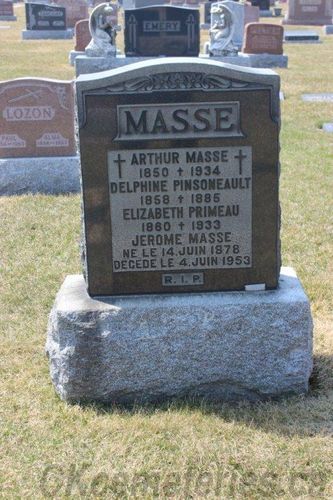 EMERY
LOZON
MASSE
† ARTHUR MASSE †
1850 † 1934
DELPHINE PINSONEAULT
1858 † 1885
ELIZABETH PRIMEAU
1860 † 1933
JEROME MASSE
NE LE 14 JUIN 1878
DECEDE LE 4 JUIN 1953
R.I.P.